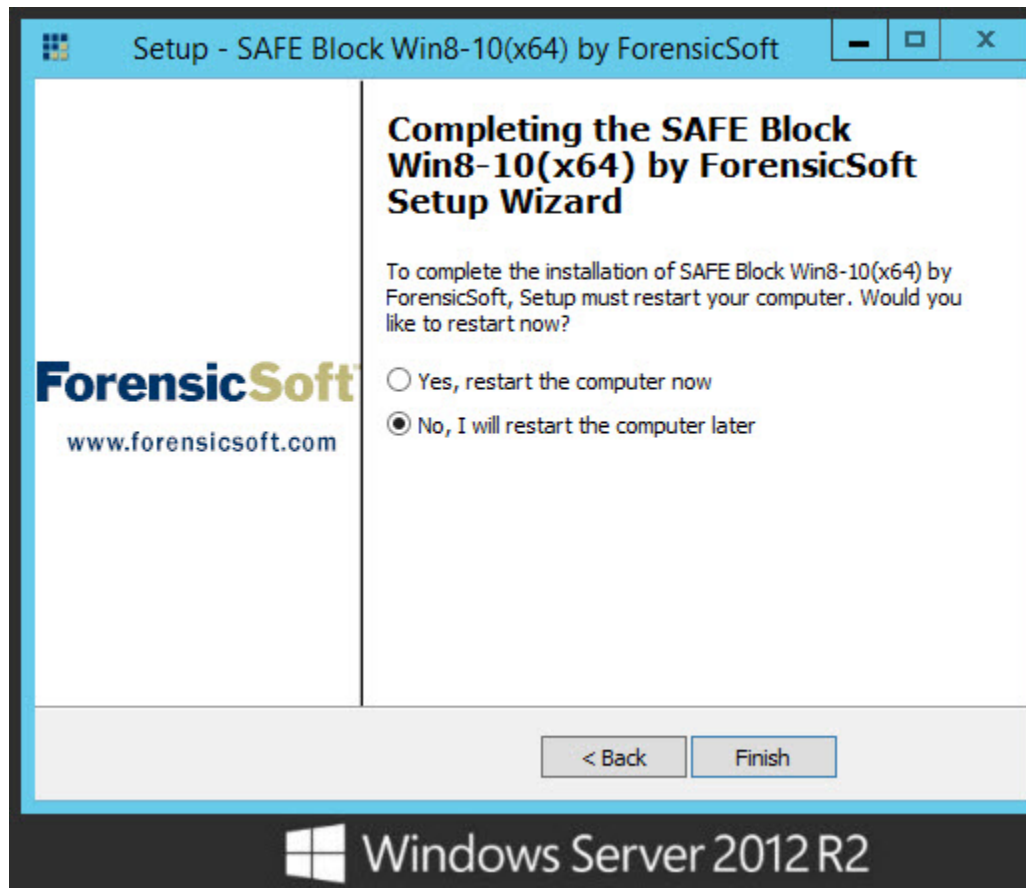 Setup - SAFE Block Win8-10(x64) by ForensicSoft
Completing the SAFE Block
Win8-10(x64) by ForensicSoft
Setup Wizard
To complete the installation of SAFE Block Win8-10(x64) by
ForensicSoft, Setup must restart your computer. Would you
like to restart now?
Yes, restart the computer now
No, I will restart the computer later
ForensicSoft
www.forensicsoft.com
< Back
Finish
Windows Server 2012 R2